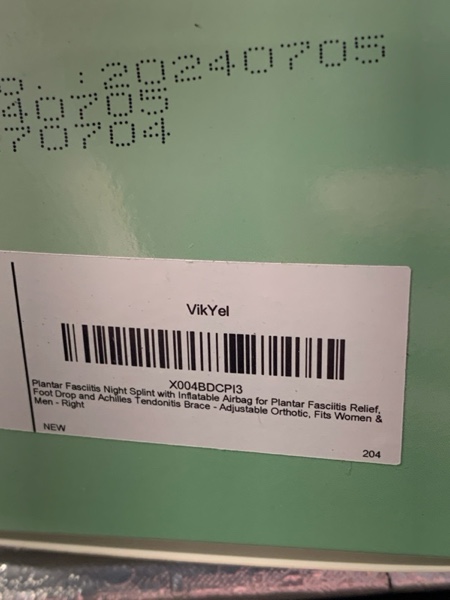 :20240705
40705
70704
VikYel
X004BDCPI3
Plantar Fasciitis Night Splint with Inflatable Airbag for Plantar Fasciitis Relief,
Foot Drop and Achilles Tendonitis Brace - Adjustable Orthotic, Fits Women &
Men - Right
NEW
204